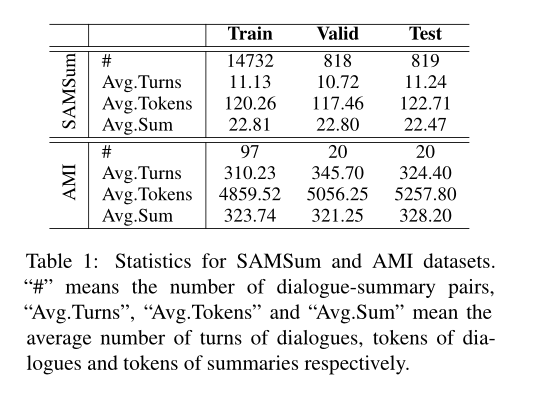 Train Valid Test
SAMSum
# 14732 818 819
Avg.Turns 11.13 10.72 11.24
Avg.Tokens 120.26 117.46 122.71
Avg.Sum 22.81 22.80 22.47
AMI
# 97 20 20
Avg.Turns 310.23 345.70 324.40
Avg.Tokens 4859.52 5056.25 5257.80
Avg.Sum 323.74 321.25 328.20
Table 1: Statistics for SAMSum and AMI datasets.
“#” means the number of dialogue-summary pairs,
“Avg.Turns”, “Avg.Tokens” and “Avg.Sum” mean the
average number of turns of dialogues, tokens of dia-
logues and tokens of summaries respectively.